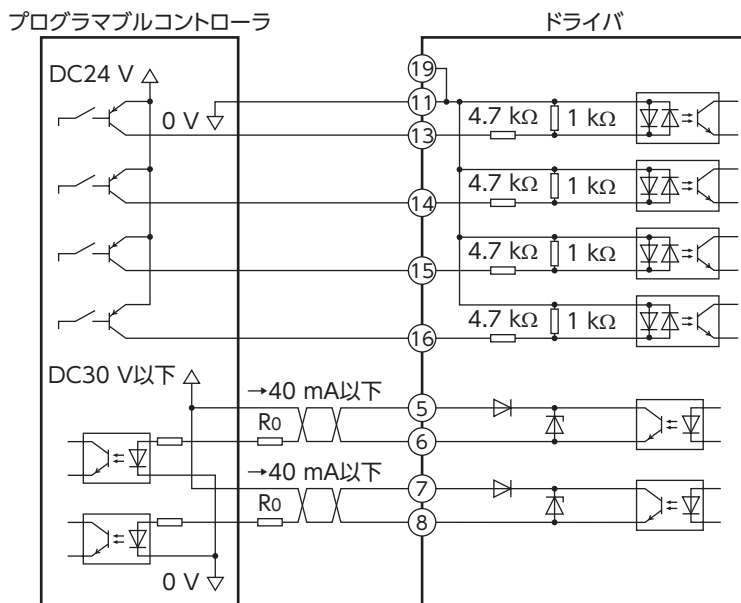 プログラマブルコントローラ
ドライバ
DC24 V
0 V
19
11
13
4.7 kΩ
1 kΩ
14
4.7 kΩ
1 kΩ
15
4.7 kΩ
1 kΩ
16
4.7 kΩ
1 kΩ
DC30 V以下
→40 mA以下
R0
5
6
→40 mA以下
R0
7
8
0 V